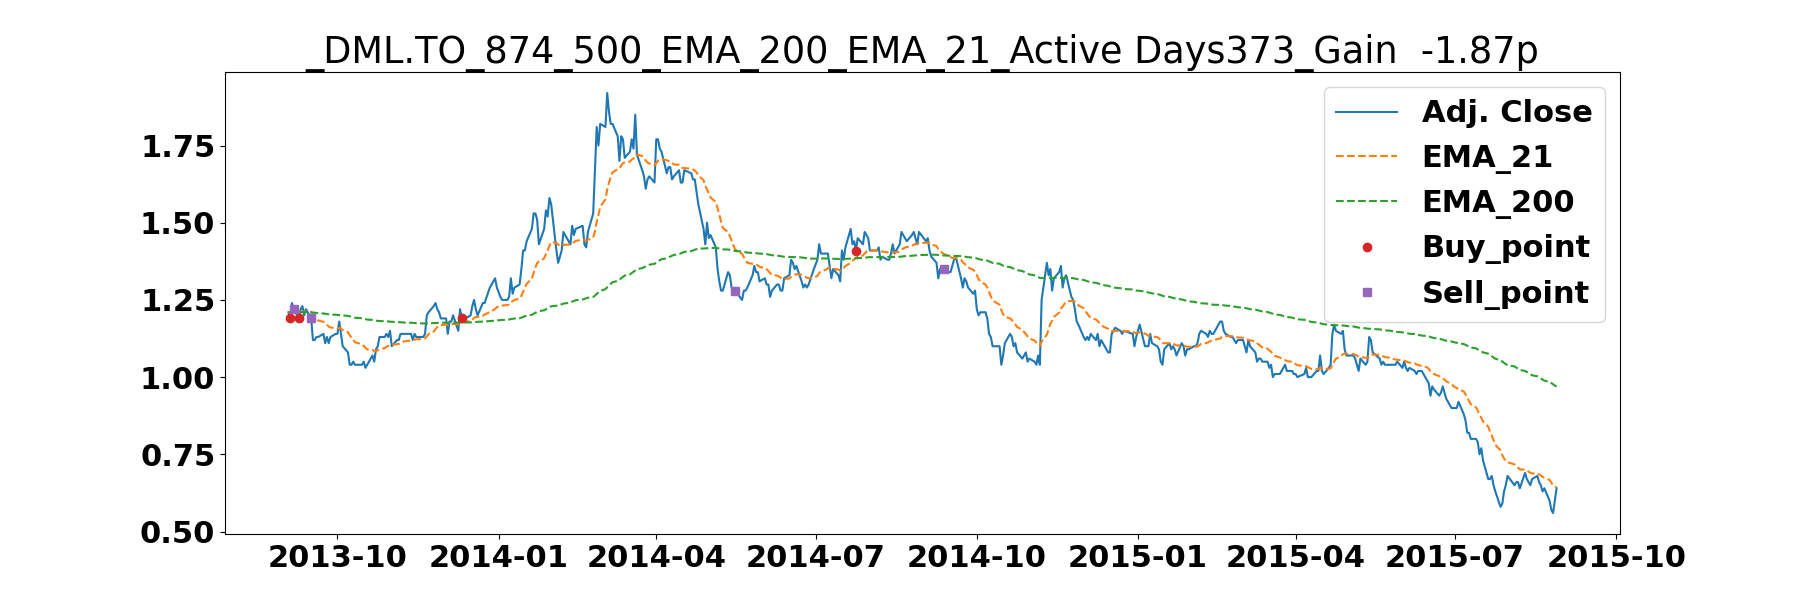 _DML.TO_874_500_EMA_200_EMA_21_Active Days373_Gain  -1.87p
Adj. Close
EMA_21
EMA_200
Buy_point
Sell_point
1.75
1.50
1.25
1.00
0.75
0.50
2013-10 2014-01 2014-04 2014-07 2014-10 2015-01 2015-04 2015-07 2015-10